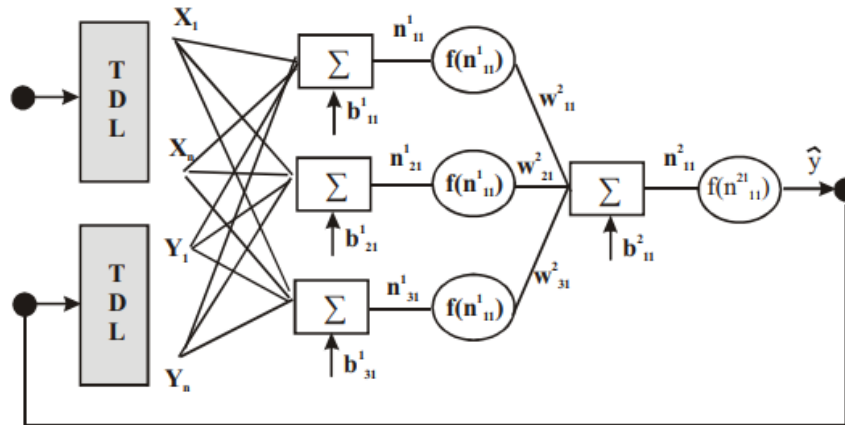 T
D
L
X₁
Xₙ
Y₁
Yₙ
T
D
L
Σ
b¹₁₁
n¹₁₁
f(n¹₁₁)
w²₁₁
Σ
b¹₂₁
n¹₂₁
f(n¹₁₁)
w²₂₁
Σ
b¹₃₁
n¹₃₁
f(n¹₁₁)
w²₃₁
Σ
b²₁₁
n²₁₁
f(n²¹₁₁)
ŷ